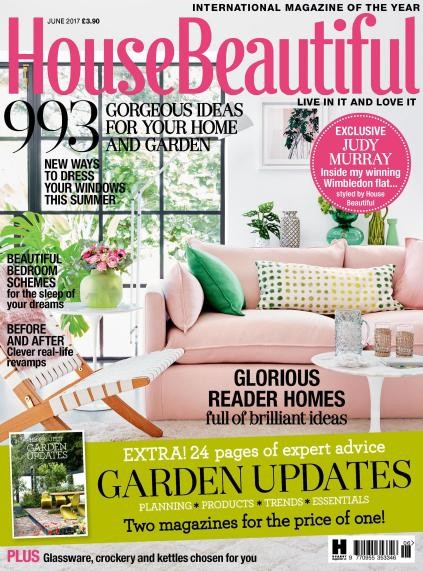 INTERNATIONAL MAGAZINE OF THE YEAR
JUNE 2017 £3.90
HouseBeautiful
LIVE IN IT AND LOVE IT
993 GORGEOUS IDEAS
FOR YOUR HOME
AND GARDEN
NEW WAYS
TO DRESS
YOUR WINDOWS
THIS SUMMER
EXCLUSIVE
JUDY
MURRAY
Inside my winning
Wimbledon flat...
styled by House
Beautiful
BEAUTIFUL
BEDROOM
SCHEMES
for the sleep of
your dreams
BEFORE
AND AFTER
Clever real-life
revamps
GLORIOUS
READER HOMES
full of brilliant ideas
GARDEN
UPDATES
EXTRA! 24 pages of expert advice
GARDEN UPDATES
PLANNING * PRODUCTS * TRENDS * ESSENTIALS
Two magazines for the price of one!
PLUS Glassware, crockery and kettles chosen for you
H
06
9 770955 353346